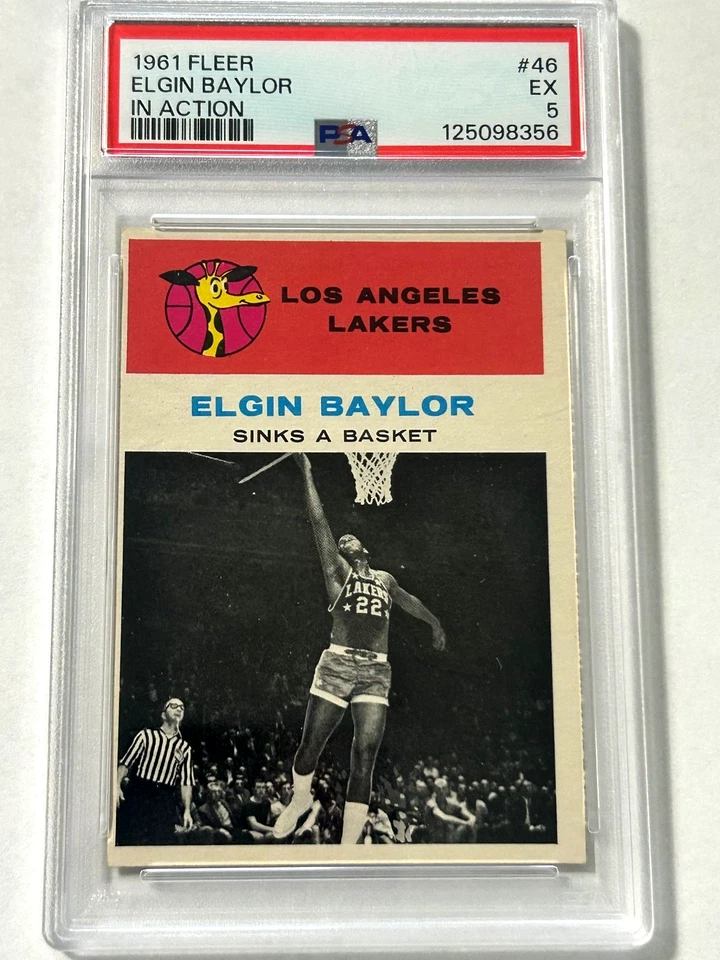 1961 FLEER #46
ELGIN BAYLOR EX
IN ACTION 5
PSA 125098356
LOS ANGELES
LAKERS
ELGIN BAYLOR
SINKS A BASKET
LAKERS
22